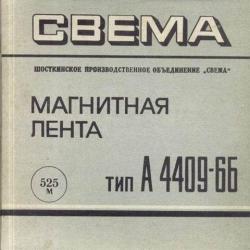 СВЕМА
ШОСТКИНСКОЕ ПРОИЗВОДСТВЕННОЕ ОБЪЕДИНЕНИЕ „СВЕМА"
МАГНИТНАЯ
ЛЕНТА
525
М
ТИП А 4409-6Б